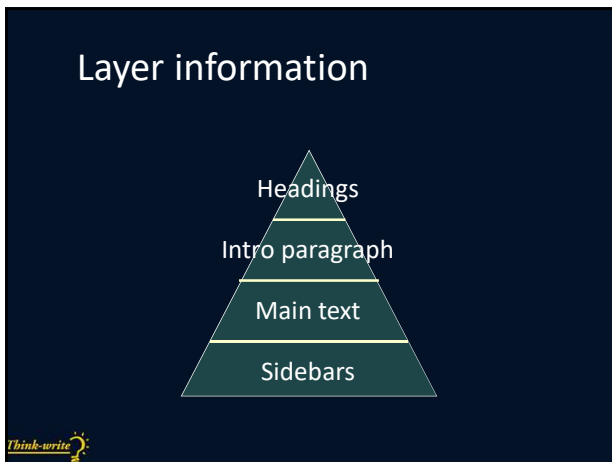 Layer information
Headings
Intro paragraph
Main text
Sidebars
Think-write